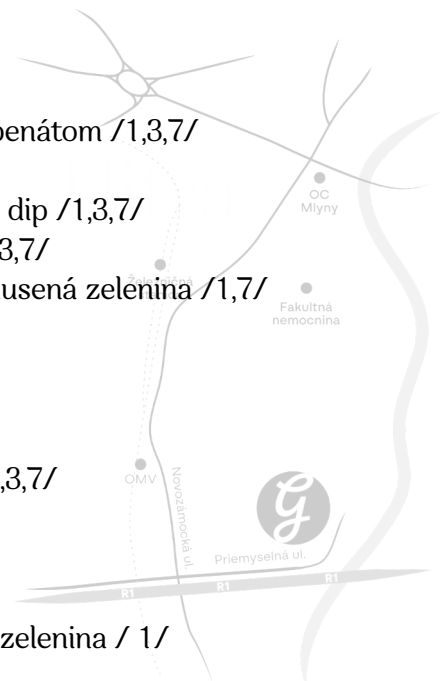 penátom /1,3,7/
OC
Mlyny
dip /1,3,7/
3,7/
Železničná
usená zelenina /1,7/
Fakultná
nemocnina
,3,7/
OMV
Novozámocká ul.
G
Priemyselná ul.
R1
R1
R1
zelenina / 1/